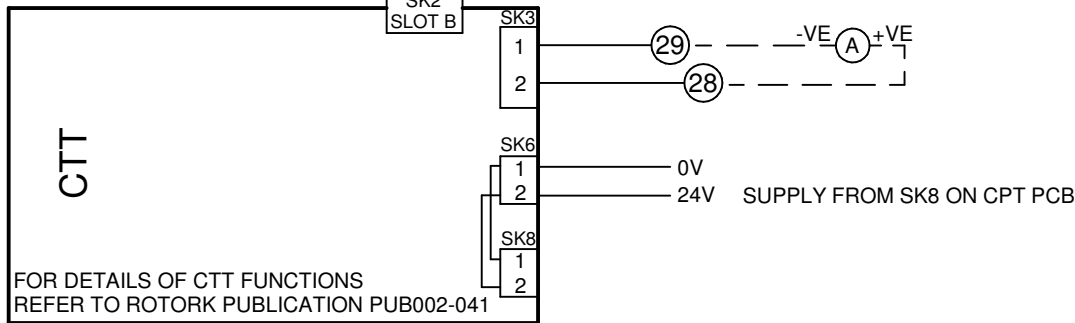 SK2
SLOT B
SK3
1
29
-VE
A
+VE
2
28
CTT
SK6
1
0V
2
24V
SUPPLY FROM SK8 ON CPT PCB
SK8
1
2
FOR DETAILS OF CTT FUNCTIONS
REFER TO ROTORK PUBLICATION PUB002-041